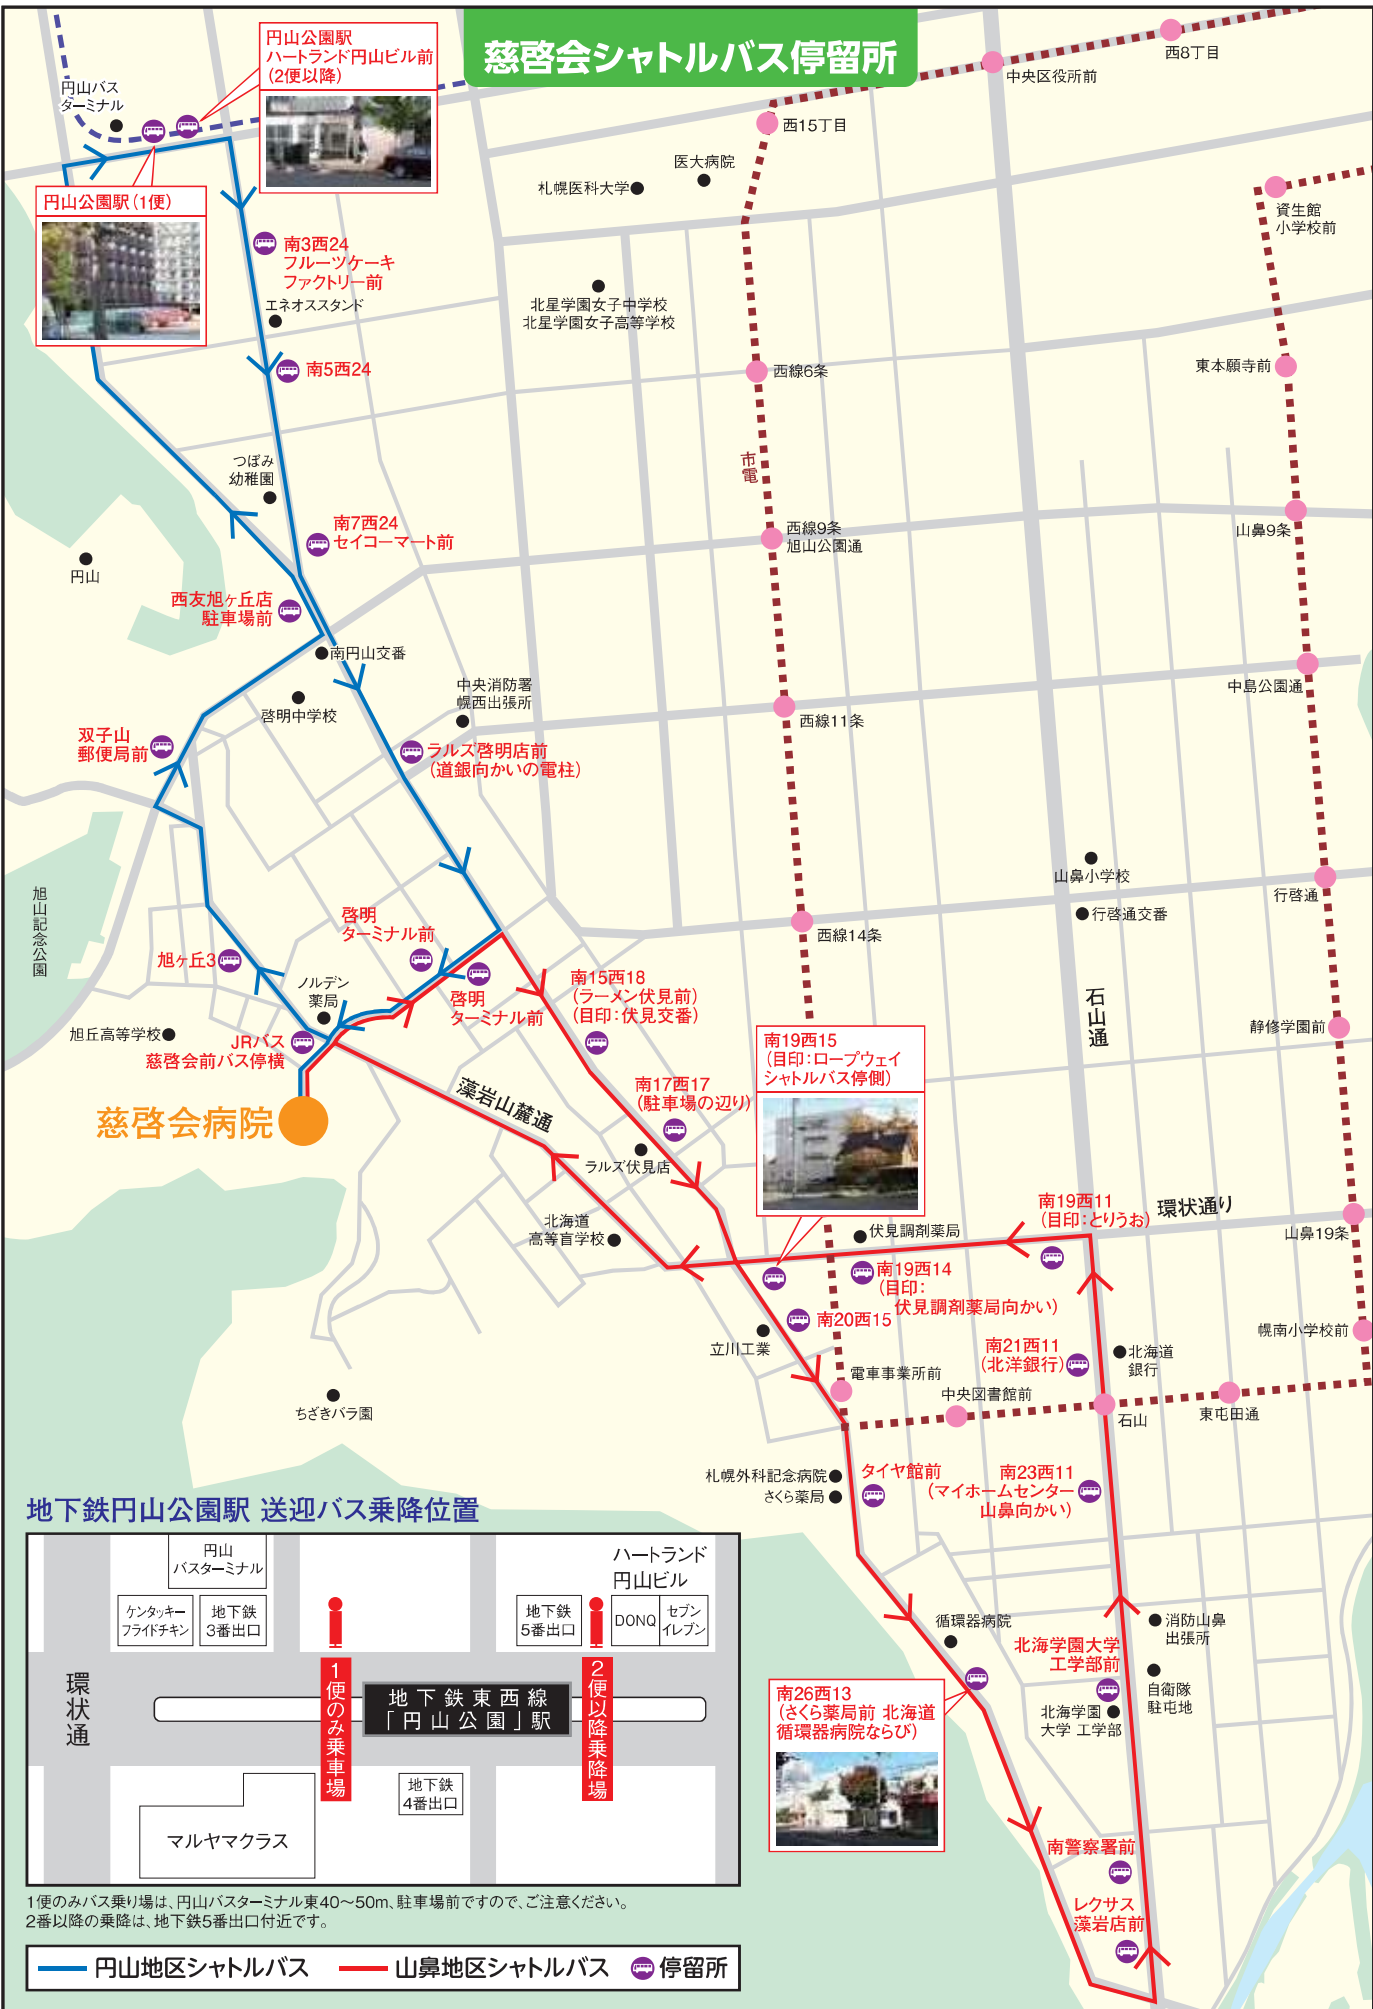 慈啓会シャトルバス停留所
円山公園駅
ハートランド円山ビル前
(2便以降)
円山バス
ターミナル
円山公園駅(1便)
南3西24
フルーツケーキ
ファクトリー前
エネオススタンド
南5西24
つぼみ
幼稚園
南7西24
セイコーマート前
円山
西友旭ヶ丘店
駐車場前
南円山交番
啓明中学校
双子山
郵便局前
中央消防署
幌西出張所
ラルズ啓明店前
(道銀向かいの電柱)
旭山記念公園
啓明
ターミナル前
啓明
ターミナル前
旭ヶ丘3
ノルデン
薬局
旭丘高等学校
JRバス
慈啓会前バス停横
慈啓会病院
藻岩山麓通
南15西18
(ラーメン伏見前)
(目印:伏見交番)
南17西17
(駐車場の辺り)
ラルズ伏見店
北海道
高等盲学校
ちざきバラ園
西8丁目
中央区役所前
西15丁目
医大病院
札幌医科大学
資生館
小学校前
北星学園女子中学校
北星学園女子高等学校
西線6条
東本願寺前
市電
西線9条
旭山公園通
山鼻9条
中島公園通
西線11条
山鼻小学校
行啓通
行啓通交番
西線14条
石山通
静修学園前
南19西15
(目印:ロープウェイ
シャトルバス停側)
南19西11
(目印:とりうお)
環状通り
山鼻19条
伏見調剤薬局
南19西14
(目印:
伏見調剤薬局向かい)
南20西15
立川工業
幌南小学校前
南21西11
(北洋銀行)
北海道
銀行
電車事業所前
中央図書館前
石山
東屯田通
札幌外科記念病院
さくら薬局
タイヤ館前
南23西11
(マイホームセンター
山鼻向かい)
循環器病院
北海学園大学
工学部前
消防山鼻
出張所
自衛隊
駐屯地
北海学園
大学 工学部
南26西13
(さくら薬局前 北海道
循環器病院ならび)
南警察署前
レクサス
藻岩店前
地下鉄円山公園駅 送迎バス乗降位置
円山
バスターミナル
ケンタッキー
フライドチキン
地下鉄
3番出口
地下鉄
5番出口
ハートランド
円山ビル
DONQ
セブン
イレブン
環状通
1便のみ乗車場
地下鉄東西線
「円山公園」駅
2便以降乗降場
地下鉄
4番出口
マルヤマクラス
1便のみバス乗り場は、円山バスターミナル東40〜50m、駐車場前ですので、ご注意ください。
2番以降の乗降は、地下鉄5番出口付近です。
円山地区シャトルバス
山鼻地区シャトルバス
停留所